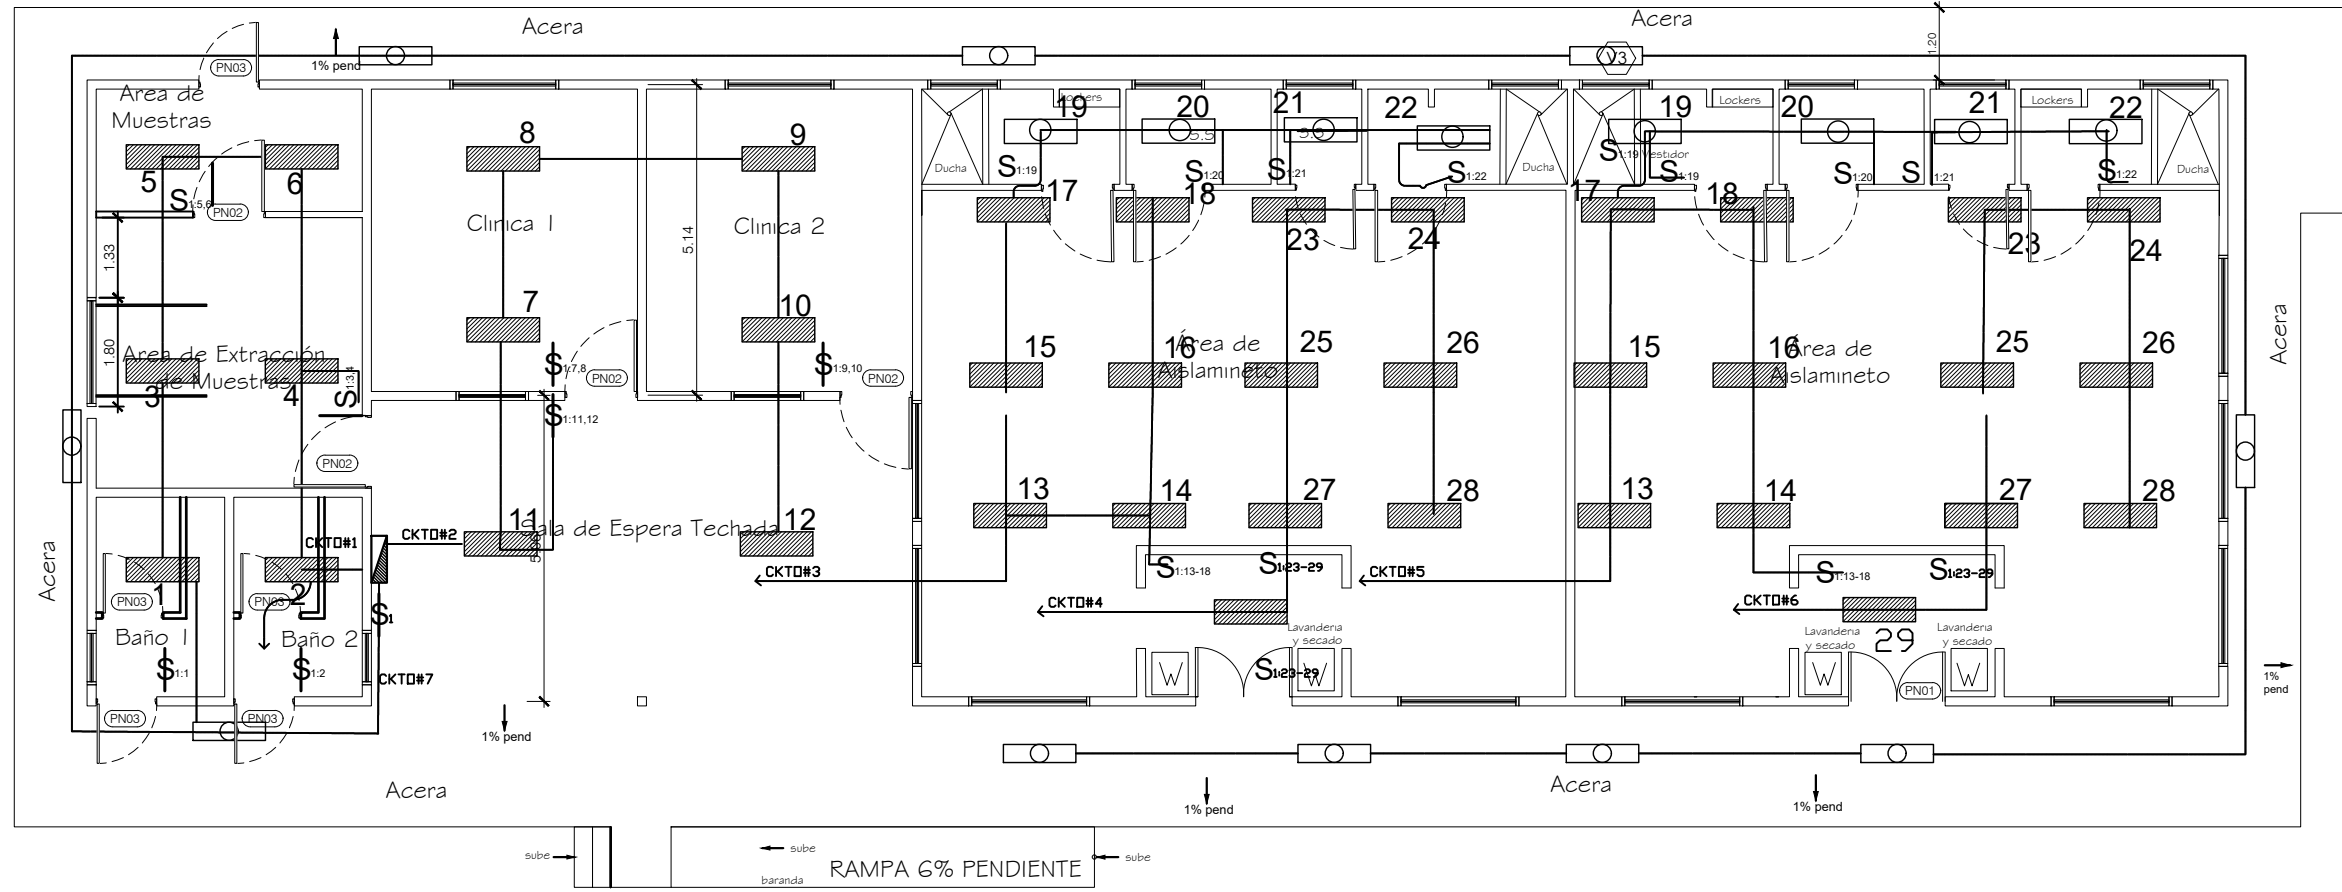 Acera
Acera
1.20
V3
PN03
1% pend
Area de
Muestras
5
6
S1:5,6
PN02
1.33
1.80
Area de Extracción
de Muestras
3
4
S1:3,4
PN02
8
9
Clinica 1
Clinica 2
5.14
7
10
S1:7,8
PN02
S1:9,10
PN02
S1:11,12
Lockers
19
20
21
22
S.S
S.S
Ducha
Ducha
S1:19
S1:20
S1:21
S1:22
17
18
23
24
15
16
25
26
Área de
Aislamineto
13
14
27
28
Lockers
Lockers
19
20
21
22
S1:19
Vestidor
S1:19
S1:20
S1:21
S1:22
Ducha
17
18
23
24
15
16
25
26
Área de
Aislamineto
13
14
27
28
Acera
Acera
CKTO#1
CKTO#2
11
Sala de Espera Techada
12
CKTO#3
CKTO#4
CKTO#5
CKTO#6
S1:13-18
S1:23-29
S1:13-18
S1:23-29
1
2
PN03
PN03
S1
Baño 1
Baño 2
S1:1
S1:2
CKTO#7
PN03
PN03
Lavanderia
y secado
S1:23-29
W
W
Lavanderia
y secado
29
Lavanderia
y secado
W
W
PN01
1%
pend
1% pend
1% pend
1% pend
Acera
Acera
sube
sube
baranda
RAMPA 6% PENDIENTE
sube